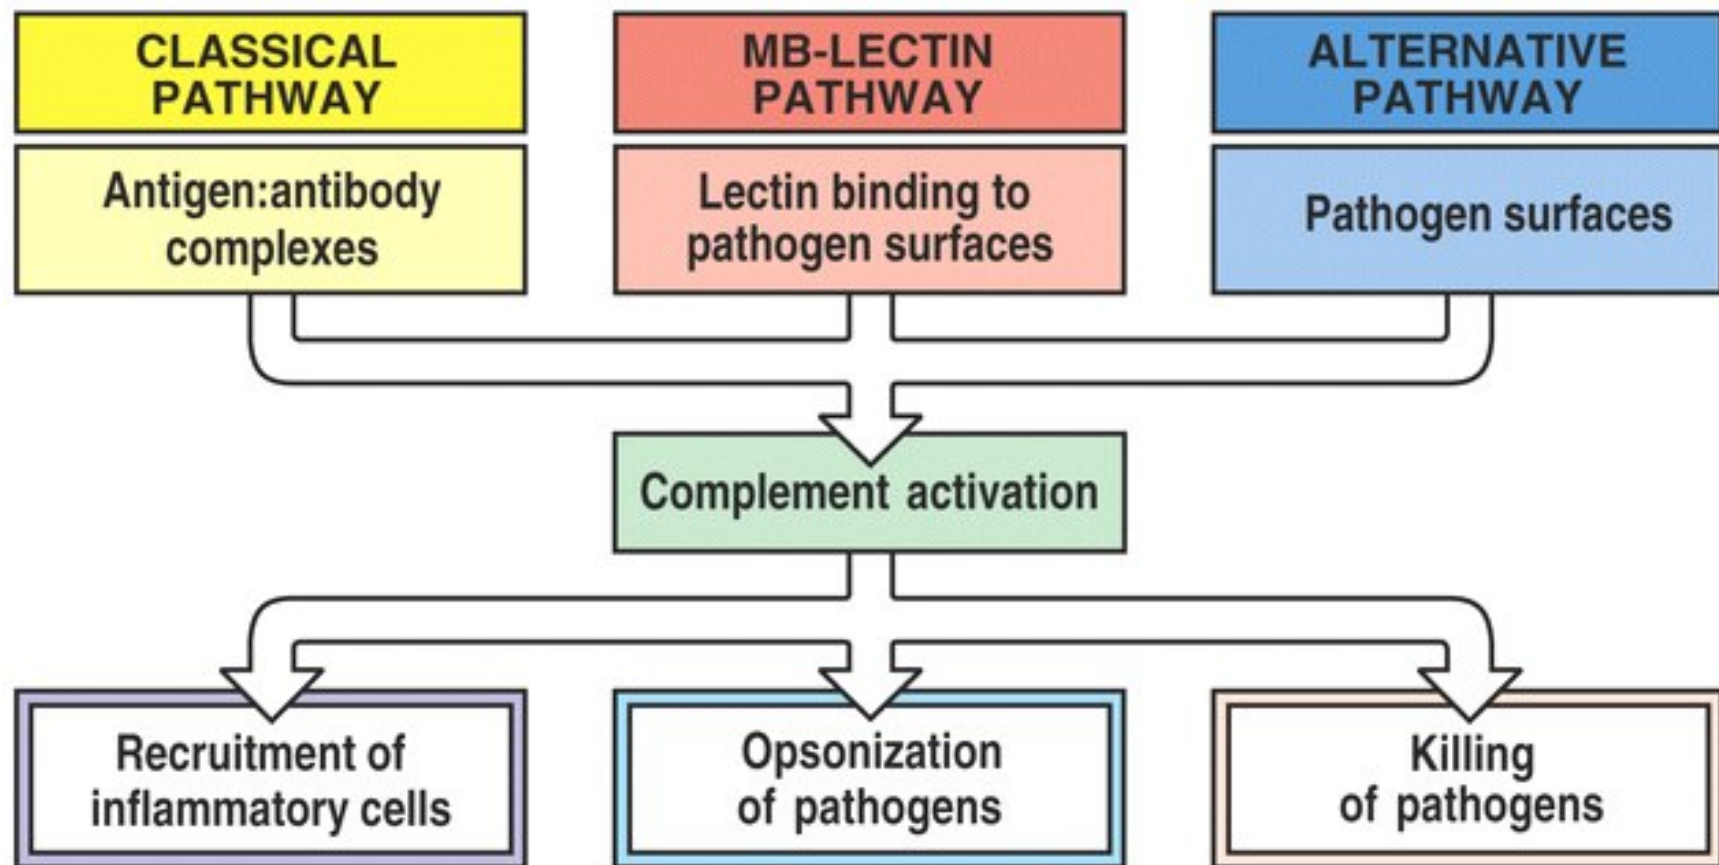 CLASSICAL
PATHWAY
Antigen:antibody
complexes
MB-LECTIN
PATHWAY
Lectin binding to
pathogen surfaces
ALTERNATIVE
PATHWAY
Pathogen surfaces
Complement activation
Recruitment of
inflammatory cells
Opsonization
of pathogens
Killing
of pathogens